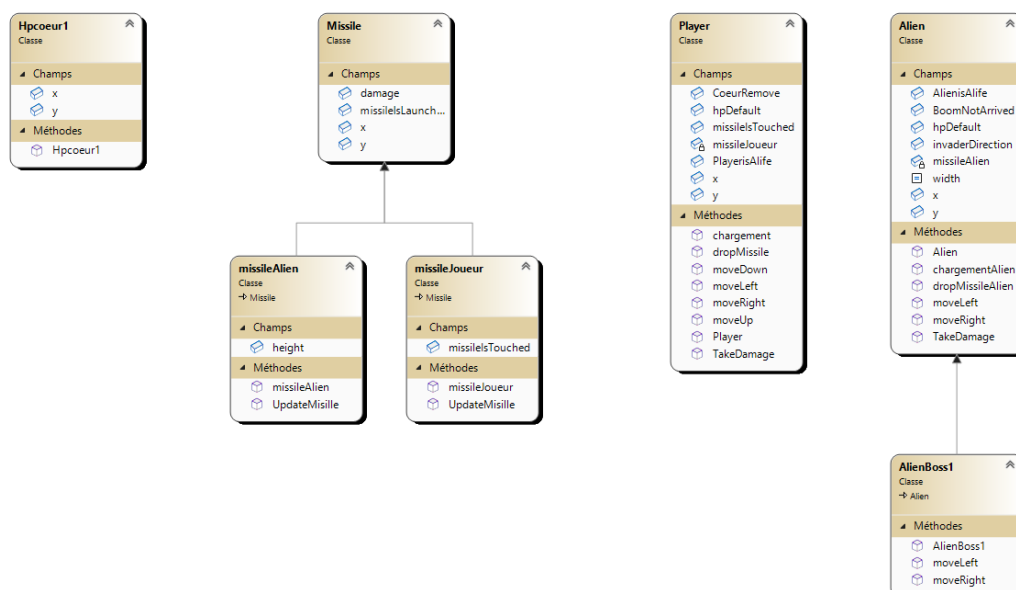 Hpcoeur1
Classe
Champs
x
y
Méthodes
Hpcoeur1
Missile
Classe
Champs
damage
missileIsLaunch...
x
y
missileAlien
Classe
Missile
Champs
height
Méthodes
missileAlien
UpdateMisille
missileJoueur
Classe
Missile
Champs
missileIsTouched
Méthodes
missileJoueur
UpdateMisille
Player
Classe
Champs
CoeurRemove
hpDefault
missileIsTouched
missileJoueur
PlayerisAlife
x
y
Méthodes
chargement
dropMissile
moveDown
moveLeft
moveRight
moveUp
Player
TakeDamage
Alien
Classe
Champs
AlienisAlife
BoomNotArrived
hpDefault
invaderDirection
missileAlien
width
x
y
Méthodes
Alien
chargementAlien
dropMissileAlien
moveLeft
moveRight
TakeDamage
AlienBoss1
Classe
Alien
Méthodes
AlienBoss1
moveLeft
moveRight